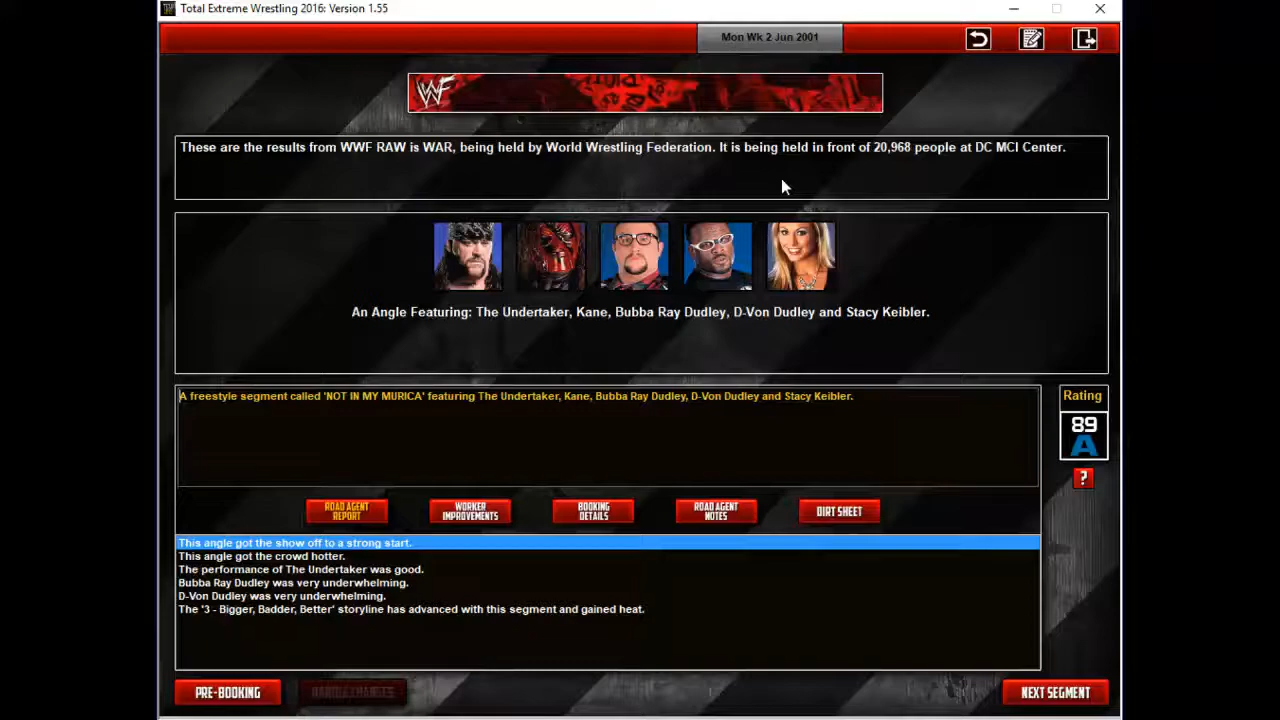 Total Extreme Wrestling 2016: Version 1.55
Mon Wk 2 Jun 2001
These are the results from WWF RAW is WAR, being held by World Wrestling Federation. It is being held in front of 20,968 people at DC MCI Center.
An Angle Featuring: The Undertaker, Kane, Bubba Ray Dudley, D-Von Dudley and Stacy Keibler.
A freestyle segment called 'NOT IN MY MURICA' featuring The Undertaker, Kane, Bubba Ray Dudley, D-Von Dudley and Stacy Keibler.
Rating
89
A
?
ROAD AGENT REPORT
WORKER IMPROVEMENTS
BOOKING DETAILS
ROAD AGENT NOTES
DIRT SHEET
This angle got the show off to a strong start.
This angle got the crowd hotter.
The performance of The Undertaker was good.
Bubba Ray Dudley was very underwhelming.
D-Von Dudley was very underwhelming.
The '3 - Bigger, Badder, Better' storyline has advanced with this segment and gained heat.
PRE-BOOKING
NEXT SEGMENT